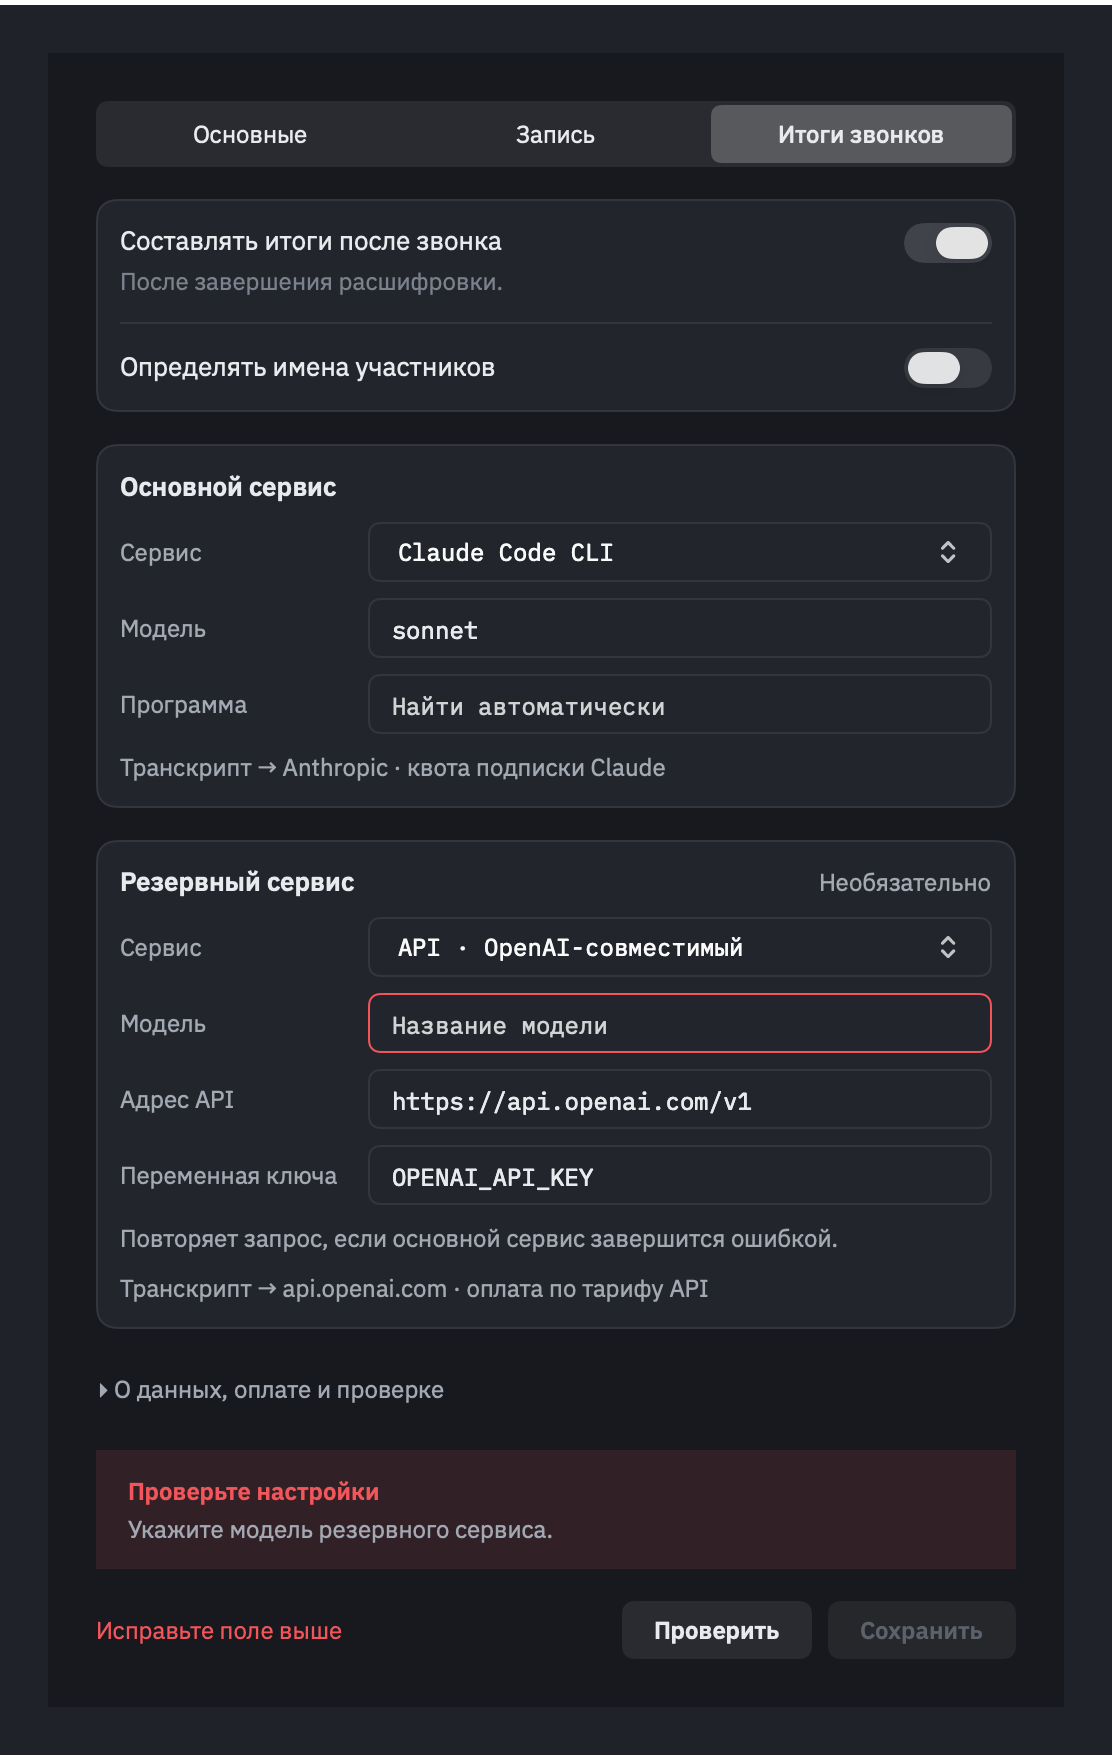 Основные
Запись
Итоги звонков
Составлять итоги после звонка
После завершения расшифровки.
Определять имена участников
Основной сервис
Сервис
Claude Code CLI
Модель
sonnet
Программа
Найти автоматически
Транскрипт → Anthropic · квота подписки Claude
Резервный сервис
Необязательно
Сервис
API · OpenAI-совместимый
Модель
Название модели
Адрес API
https://api.openai.com/v1
Переменная ключа
OPENAI_API_KEY
Повторяет запрос, если основной сервис завершится ошибкой.
Транскрипт → api.openai.com · оплата по тарифу API
О данных, оплате и проверке
Проверьте настройки
Укажите модель резервного сервиса.
Исправьте поле выше
Проверить
Сохранить